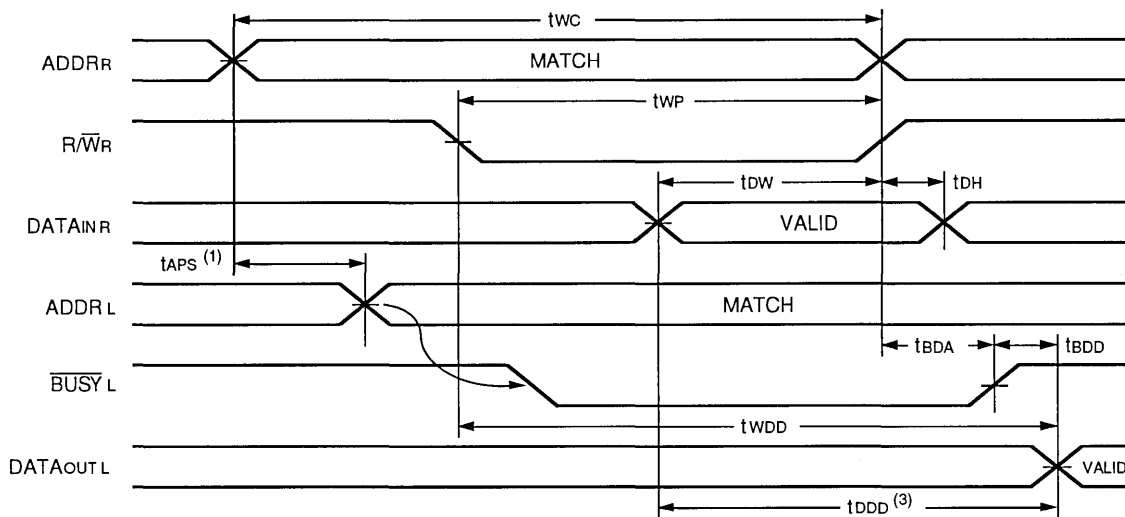 tWC
ADDRR
MATCH
tWP
R/W̅R
tDW
tDH
DATAIN R
VALID
tAPS (1)
ADDR L
MATCH
tBDA
tBDD
B̅U̅S̅Y̅ L
tWDD
DATAOUT L
VALID
tDDD (3)